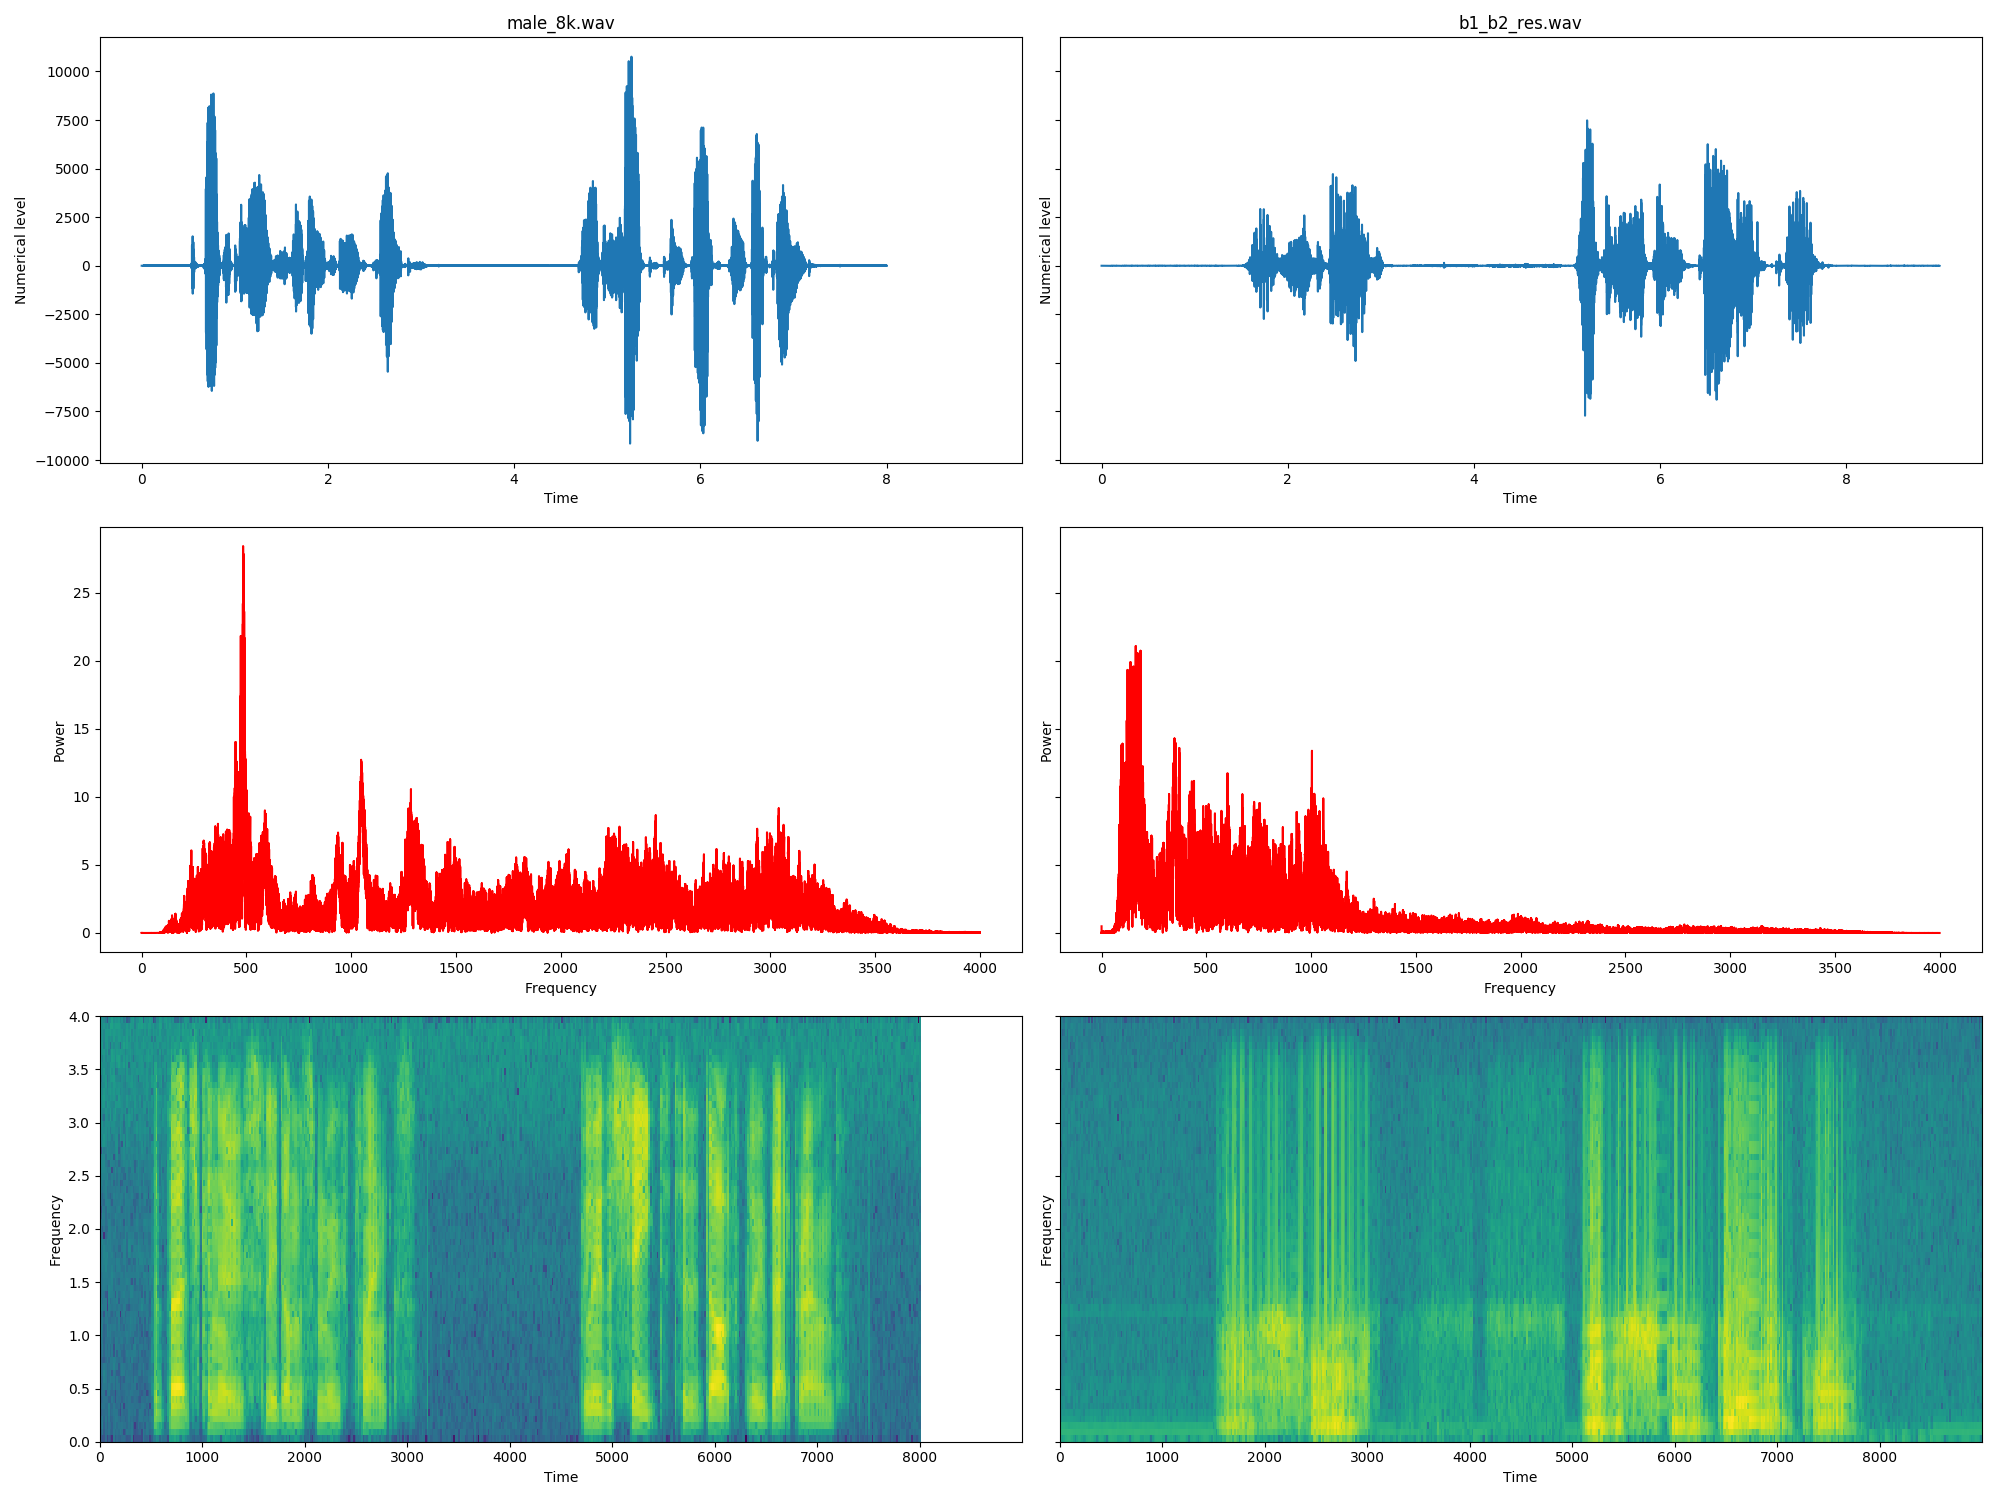 male_8k.wav
b1_b2_res.wav
Numerical level
10000
7500
5000
2500
0
−2500
−5000
−7500
−10000
0 2 4 6 8
Time
Numerical level
0 2 4 6 8
Time
Power
25
20
15
10
5
0
0 500 1000 1500 2000 2500 3000 3500 4000
Frequency
Power
0 500 1000 1500 2000 2500 3000 3500 4000
Frequency
Frequency
4.0
3.5
3.0
2.5
2.0
1.5
1.0
0.5
0.0
0 1000 2000 3000 4000 5000 6000 7000 8000
Time
Frequency
0 1000 2000 3000 4000 5000 6000 7000 8000
Time